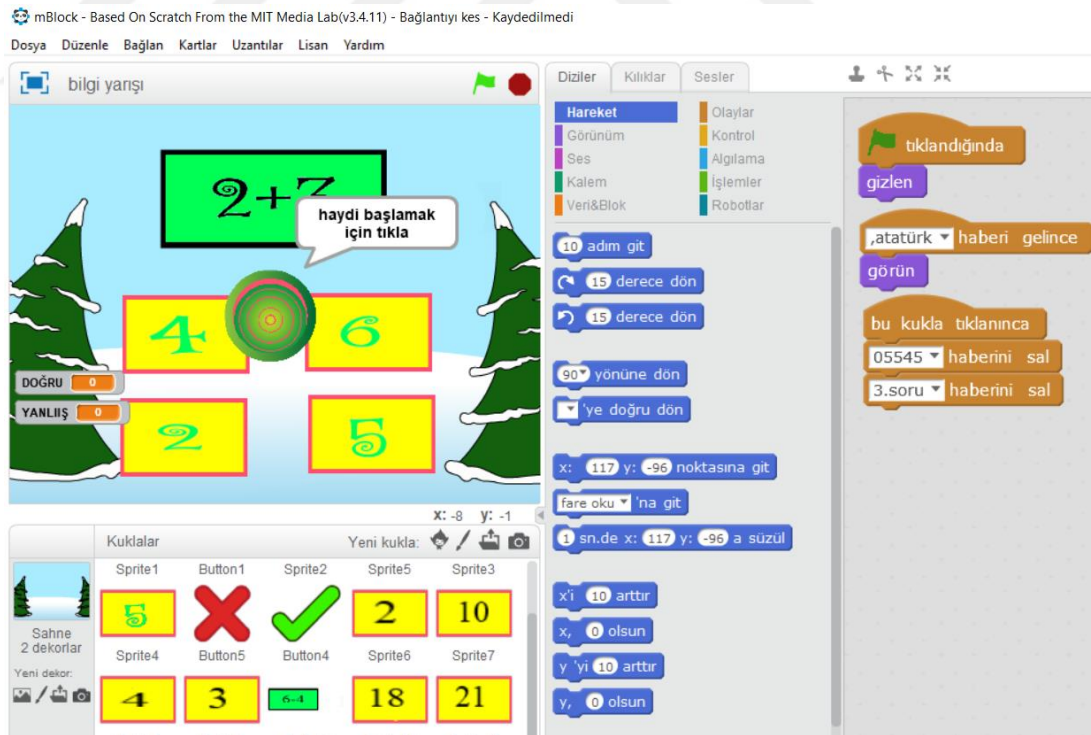 mBlock - Based On Scratch From the MIT Media Lab(v3.4.11) - Bağlantıyı kes - Kaydedilmedi
Dosya Düzenle Bağlan Kartlar Uzantılar Lisan Yardım
bilgi yarışı
2+3
haydi başlamak
için tıkla
4
6
DOĞRU 0
YANLIIŞ 0
2
5
x: -8 y: -1
Kuklalar
Yeni kukla:
Sahne
2 dekorlar
Yeni dekor:
Sprite1 Button1 Sprite2 Sprite5 Sprite3
5 2 10
Sprite4 Button5 Button4 Sprite6 Sprite7
4 3 6-4 18 21
Diziler Kılıklar Sesler
Hareket Olaylar
Görünüm Kontrol
Ses Algılama
Kalem İşlemler
Veri&Blok Robotlar
10 adım git
15 derece dön
15 derece dön
90 yönüne dön
'ye doğru dön
x: 117 y: -96 noktasına git
fare oku 'na git
1 sn.de x: 117 y: -96 a süzül
x'i 10 arttır
x, 0 olsun
y 'yi 10 arttır
y, 0 olsun
tıklandığında
gizlen
,atatürk haberi gelince
görün
bu kukla tıklanınca
05545 haberini sal
3.soru haberini sal